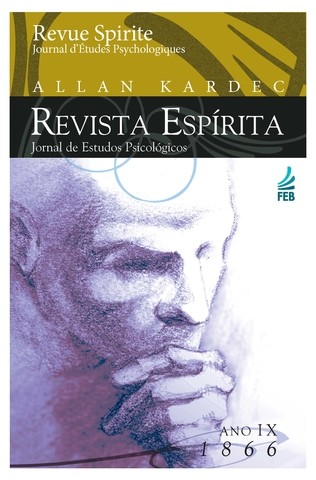 Revue Spirite
Journal d'Études Psychologiques
ALLAN KARDEC
REVISTA ESPÍRITA
Jornal de Estudos Psicológicos
FEB
ANO IX
1866